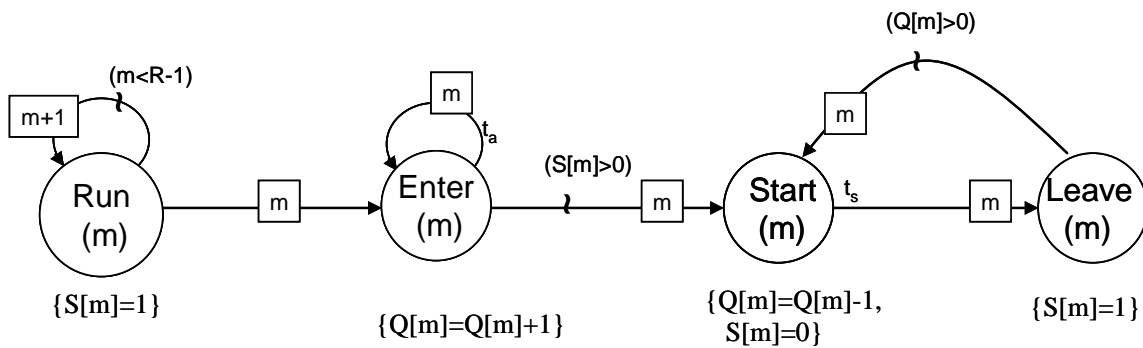 (Q[m]>0)
(m<R-1)
m
m+1
m
t_a
(S[m]>0)
Run
(m)
m
Enter
(m)
m
Start
(m)
t_s
m
Leave
(m)
{S[m]=1}
{Q[m]=Q[m]+1}
{Q[m]=Q[m]-1,
S[m]=0}
{S[m]=1}